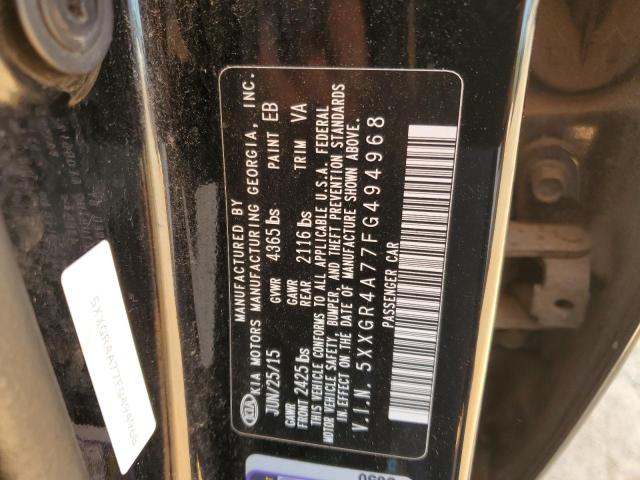 MANUFACTURED BY
KIA MOTORS MANUFACTURING GEORGIA, INC.
KIA
JUN/25/15 GVWR 4365 lbs PAINT EB
GAWR FRONT 2425 lbs GAWR REAR 2116 lbs TRIM VA
THIS VEHICLE CONFORMS TO ALL APPLICABLE U.S.A. FEDERAL
MOTOR VEHICLE SAFETY, BUMPER, AND THEFT PREVENTION STANDARDS
IN EFFECT ON THE DATE OF MANUFACTURE SHOWN ABOVE.
V.I.N. 5XXGR4A77FG494968
PASSENGER CAR
5XXGR4A77FG494968